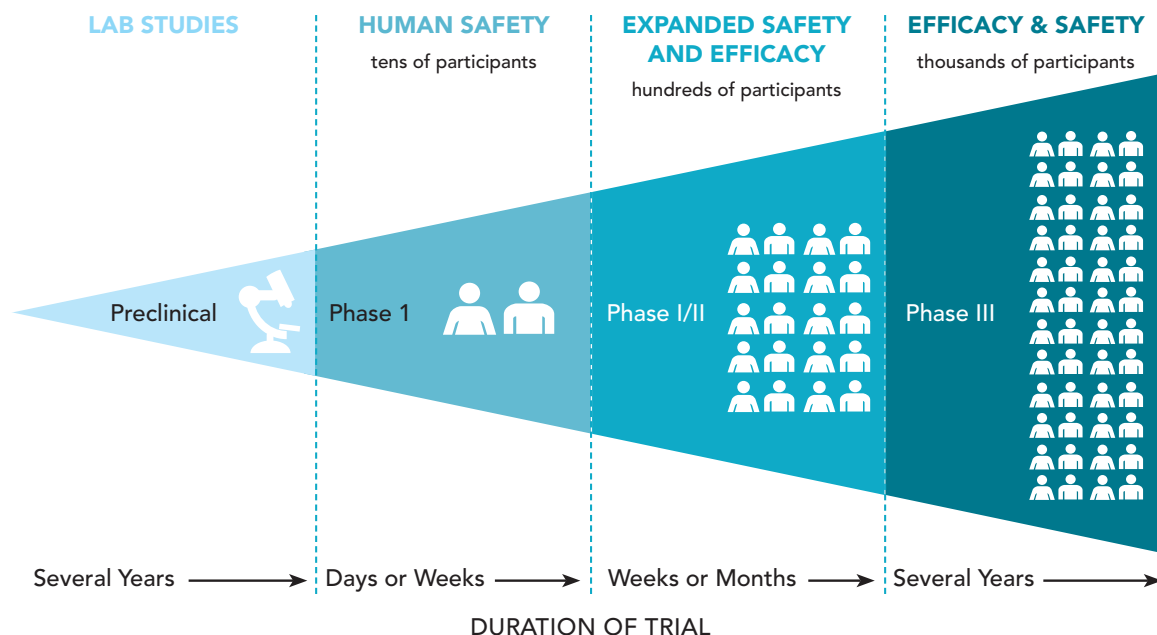 LAB STUDIES
HUMAN SAFETY
tens of participants
EXPANDED SAFETY
AND EFFICACY
hundreds of participants
EFFICACY & SAFETY
thousands of participants
Preclinical
Phase 1
Phase I/II
Phase III
Several Years
Days or Weeks
Weeks or Months
Several Years
DURATION OF TRIAL